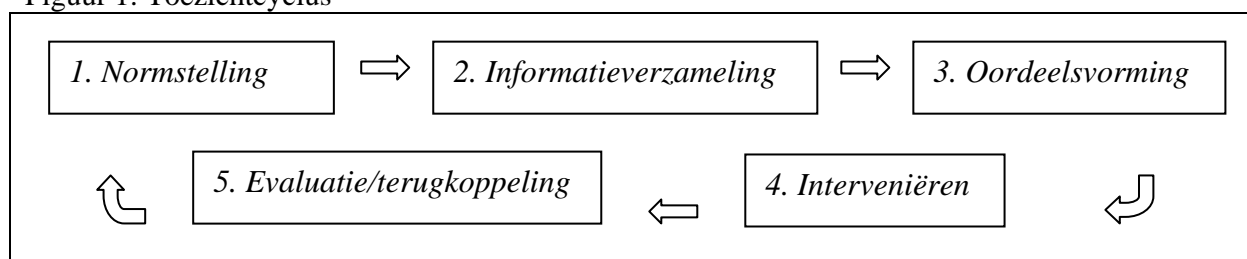 Figuur 1: Toezichtcyclus
1. Normstelling
2. Informatieverzameling
3. Oordeelsvorming
5. Evaluatie/terugkoppeling
4. Interveniëren